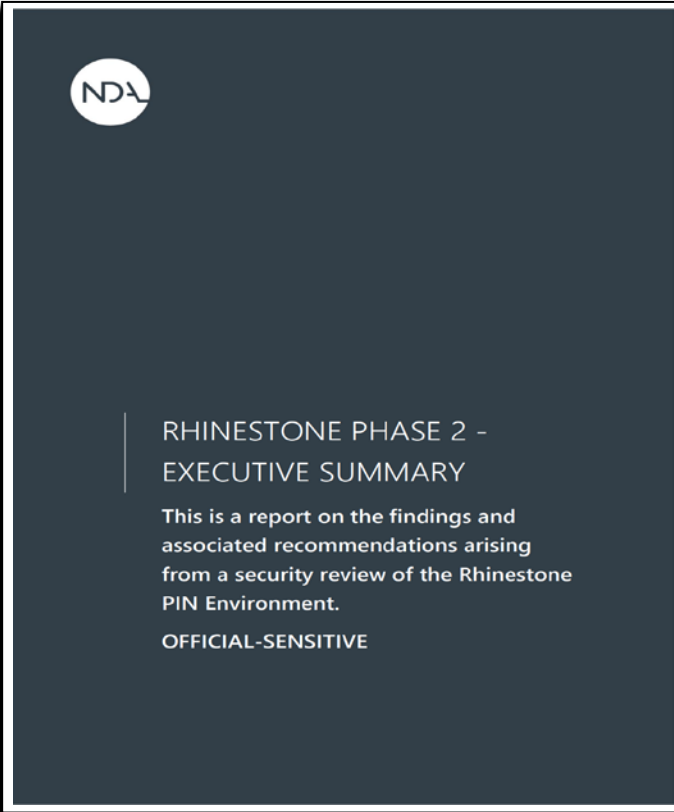 NDA
RHINESTONE PHASE 2 -
EXECUTIVE SUMMARY
This is a report on the findings and
associated recommendations arising
from a security review of the Rhinestone
PIN Environment.
OFFICIAL-SENSITIVE